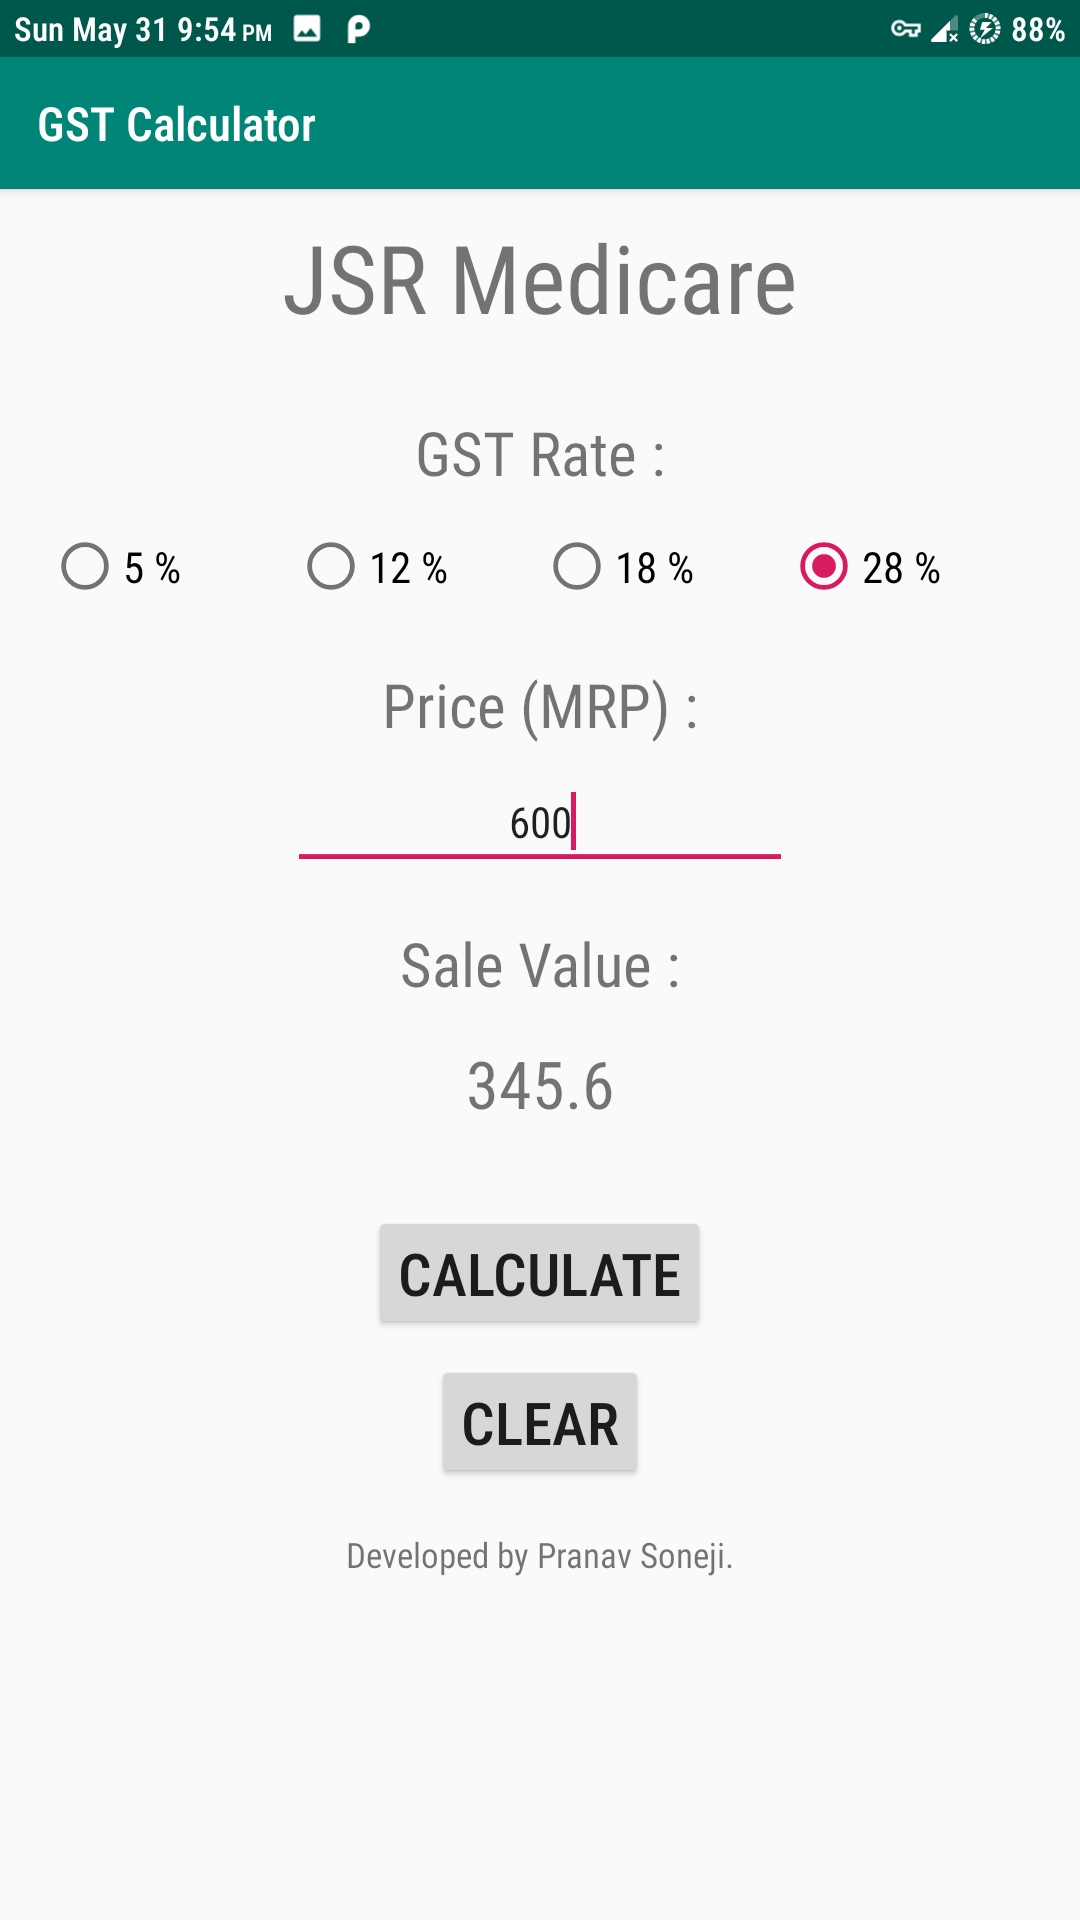 Sun May 31 9:54 PM 88%
GST Calculator
JSR Medicare
GST Rate :
5 % 12 % 18 % 28 %
Price (MRP) :
600
Sale Value :
345.6
CALCULATE
CLEAR
Developed by Pranav Soneji.